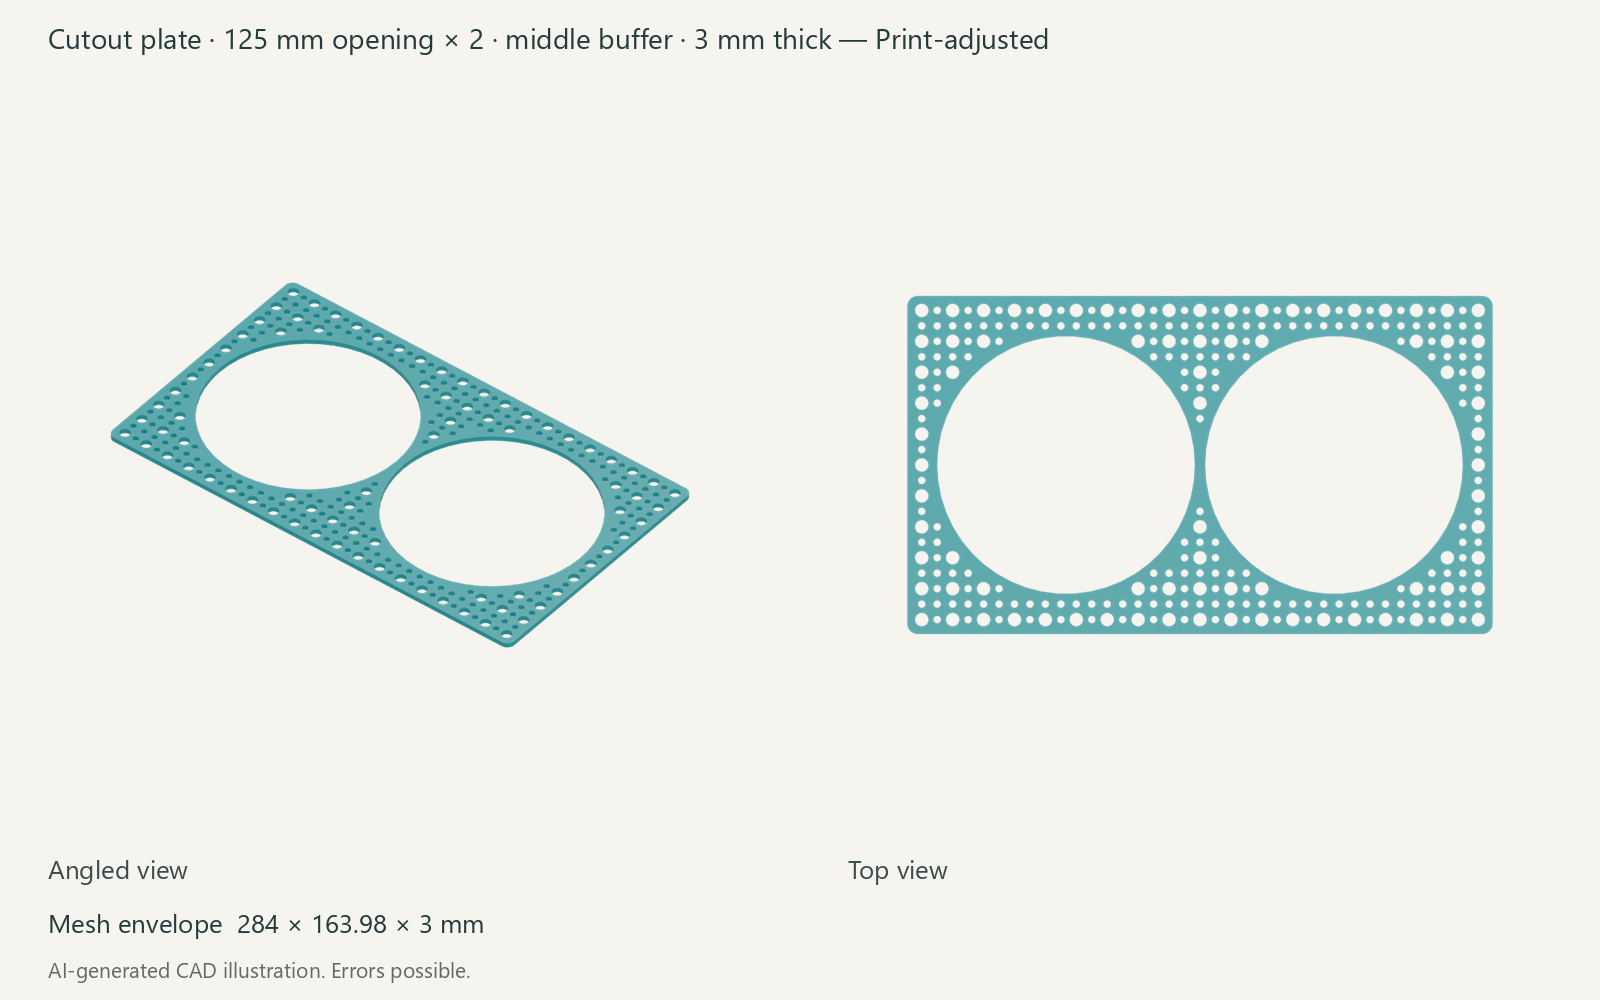 Cutout plate · 125 mm opening × 2 · middle buffer · 3 mm thick — Print-adjusted
Angled view
Top view
Mesh envelope 284 × 163.98 × 3 mm
AI-generated CAD illustration. Errors possible.